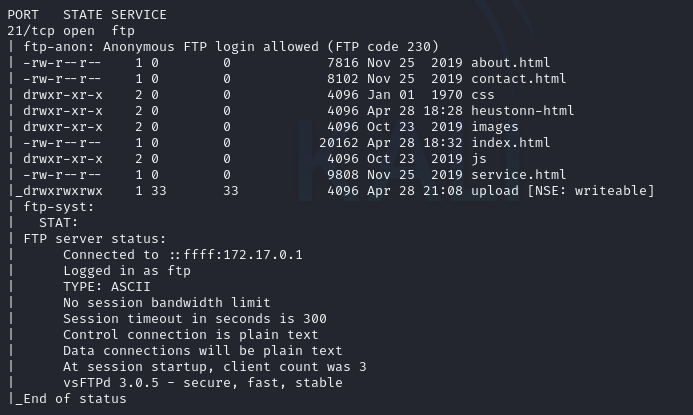 PORT   STATE SERVICE
21/tcp open  ftp
| ftp-anon: Anonymous FTP login allowed (FTP code 230)
| -rw-r--r--    1 0        0            7816 Nov 25  2019 about.html
| -rw-r--r--    1 0        0            8102 Nov 25  2019 contact.html
| drwxr-xr-x    2 0        0            4096 Jan 01  1970 css
| drwxr-xr-x    2 0        0            4096 Apr 28 18:28 heustonn-html
| drwxr-xr-x    2 0        0            4096 Oct 23  2019 images
| -rw-r--r--    1 0        0           20162 Apr 28 18:32 index.html
| drwxr-xr-x    2 0        0            4096 Oct 23  2019 js
| -rw-r--r--    1 0        0            9808 Nov 25  2019 service.html
|_drwxrwxrwx    1 33       33           4096 Apr 28 21:08 upload [NSE: writeable]
| ftp-syst:
|   STAT:
| FTP server status:
|      Connected to ::ffff:172.17.0.1
|      Logged in as ftp
|      TYPE: ASCII
|      No session bandwidth limit
|      Session timeout in seconds is 300
|      Control connection is plain text
|      Data connections will be plain text
|      At session startup, client count was 3
|      vsFTPd 3.0.5 - secure, fast, stable
|_End of status